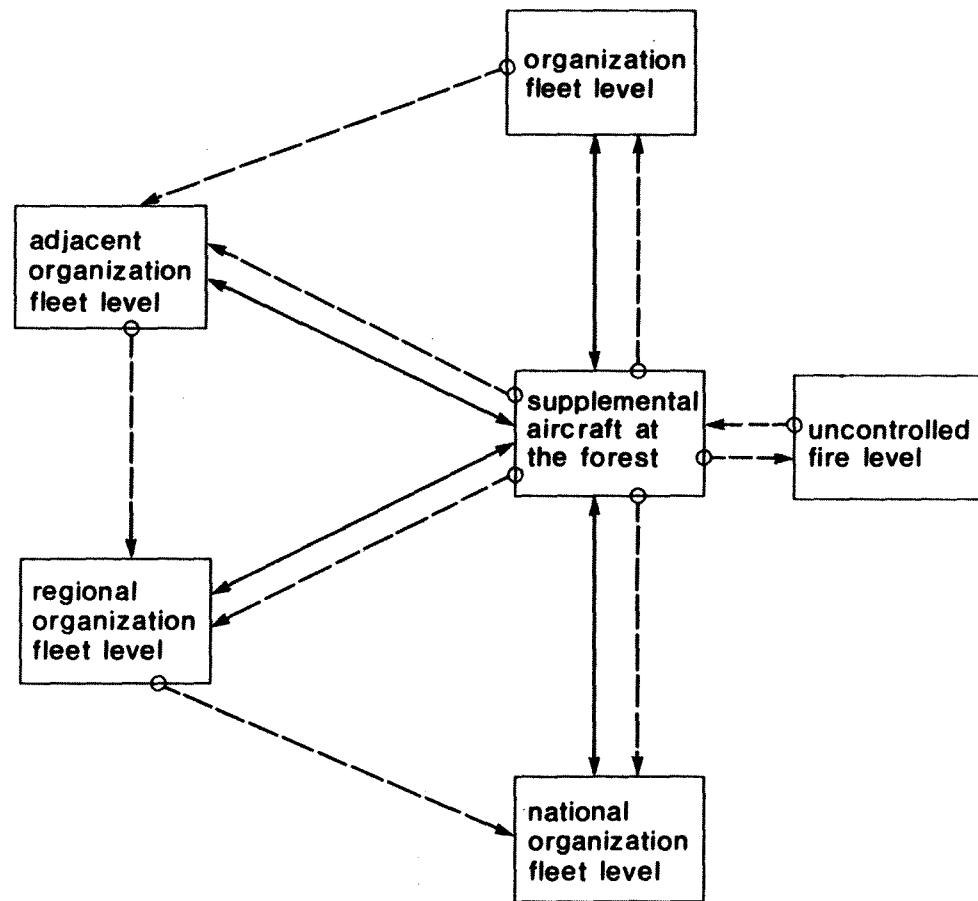 organization
fleet level
adjacent
organization
fleet level
supplemental
aircraft at
the forest
uncontrolled
fire level
regional
organization
fleet level
national
organization
fleet level